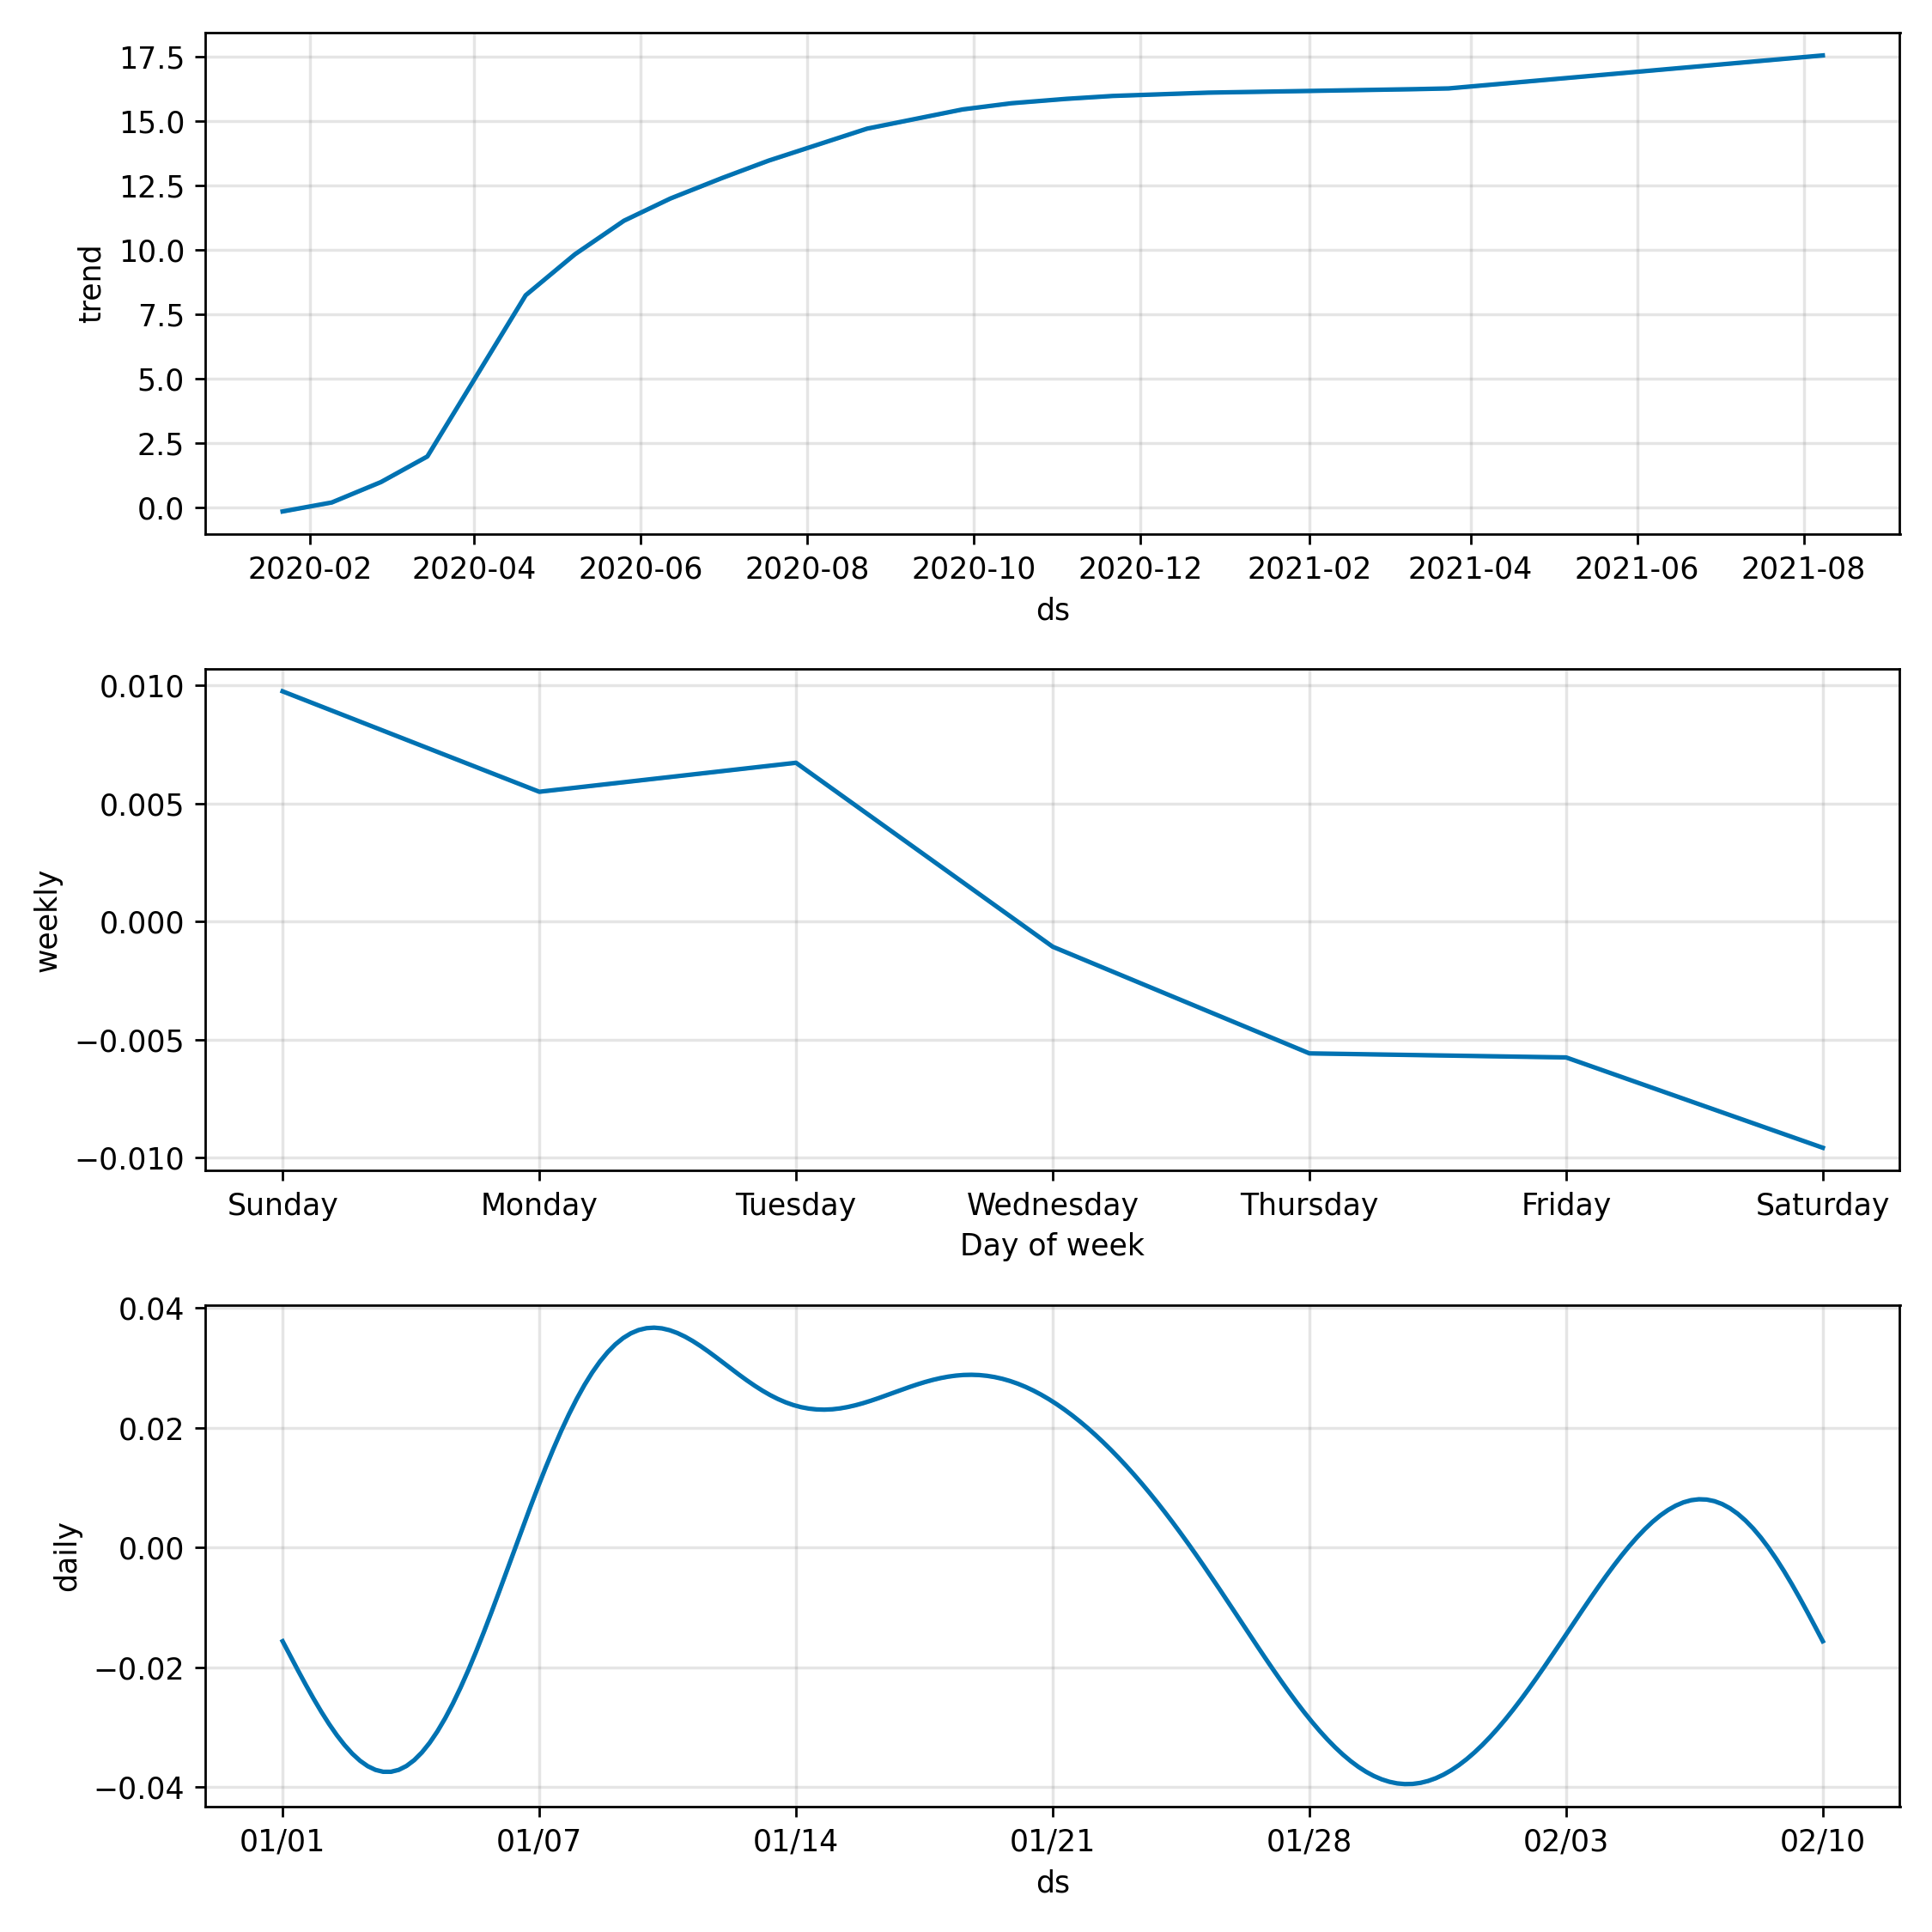 trend
17.5
15.0
12.5
10.0
7.5
5.0
2.5
0.0
2020-02 2020-04 2020-06 2020-08 2020-10 2020-12 2021-02 2021-04 2021-06 2021-08
ds
weekly
0.010
0.005
0.000
−0.005
−0.010
Sunday Monday Tuesday Wednesday Thursday Friday Saturday
Day of week
daily
0.04
0.02
0.00
−0.02
−0.04
01/01 01/07 01/14 01/21 01/28 02/03 02/10
ds